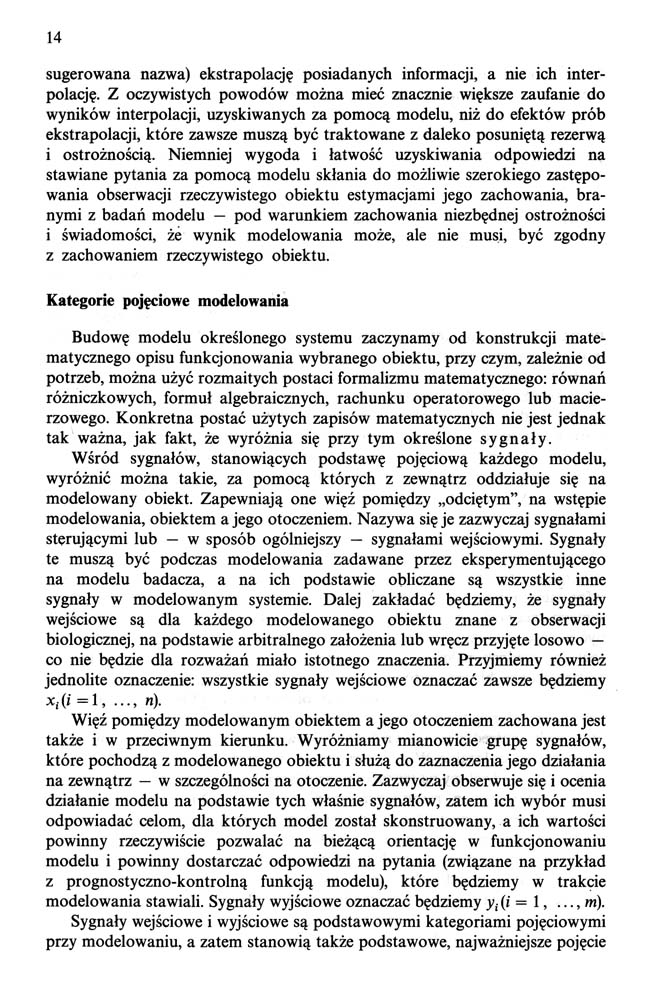 14
sugerowana nazwa) ekstrapolację posiadanych informacji, a nie ich inter-
polację. Z oczywistych powodów można mieć znacznie większe zaufanie do
wyników interpolacji, uzyskiwanych za pomocą modelu, niż do efektów prób
ekstrapolacji, które zawsze muszą być traktowane z daleko posuniętą rezerwą
i ostrożnością. Niemniej wygoda i łatwość uzyskiwania odpowiedzi na
stawiane pytania za pomocą modelu skłania do możliwie szerokiego zastępo-
wania obserwacji rzeczywistego obiektu estymacjami jego zachowania, bra-
nymi z badań modelu — pod warunkiem zachowania niezbędnej ostrożności
i świadomości, że wynik modelowania może, ale nie musi, być zgodny
z zachowaniem rzeczywistego obiektu.
Kategorie pojęciowe modelowania
Budowę modelu określonego systemu zaczynamy od konstrukcji mate-
matycznego opisu funkcjonowania wybranego obiektu, przy czym, zależnie od
potrzeb, można użyć rozmaitych postaci formalizmu matematycznego: równań
różniczkowych, formuł algebraicznych, rachunku operatorowego lub macie-
rzowego. Konkretna postać użytych zapisów matematycznych nie jest jednak
tak ważna, jak fakt, że wyróżnia się przy tym określone sygnały.
Wśród sygnałów, stanowiących podstawę pojęciową każdego modelu,
wyróżnić można takie, za pomocą których z zewnątrz oddziałuje się na
modelowany obiekt. Zapewniają one więź pomiędzy „odciętym”, na wstępie
modelowania, obiektem a jego otoczeniem. Nazywa się je zazwyczaj sygnałami
sterującymi lub — w sposób ogólniejszy — sygnałami wejściowymi. Sygnały
te muszą być podczas modelowania zadawane przez eksperymentującego
na modelu badacza, a na ich podstawie obliczane są wszystkie inne
sygnały w modelowanym systemie. Dalej zakładać będziemy, że sygnały
wejściowe są dla każdego modelowanego obiektu znane z obserwacji
biologicznej, na podstawie arbitralnego założenia lub wręcz przyjęte losowo —
co nie będzie dla rozważań miało istotnego znaczenia. Przyjmiemy również
jednolite oznaczenie: wszystkie sygnały wejściowe oznaczać zawsze będziemy
xᵢ(i = 1, ..., n).
Więź pomiędzy modelowanym obiektem a jego otoczeniem zachowana jest
także i w przeciwnym kierunku. Wyróżniamy mianowicie grupę sygnałów,
które pochodzą z modelowanego obiektu i służą do zaznaczenia jego działania
na zewnątrz — w szczególności na otoczenie. Zazwyczaj obserwuje się i ocenia
działanie modelu na podstawie tych właśnie sygnałów, zatem ich wybór musi
odpowiadać celom, dla których model został skonstruowany, a ich wartości
powinny rzeczywiście pozwalać na bieżącą orientację w funkcjonowaniu
modelu i powinny dostarczać odpowiedzi na pytania (związane na przykład
z prognostyczno-kontrolną funkcją modelu), które będziemy w trakcie
modelowania stawiali. Sygnały wyjściowe oznaczać będziemy yᵢ(i = 1, ..., m).
Sygnały wejściowe i wyjściowe są podstawowymi kategoriami pojęciowymi
przy modelowaniu, a zatem stanowią także podstawowe, najważniejsze pojęcie